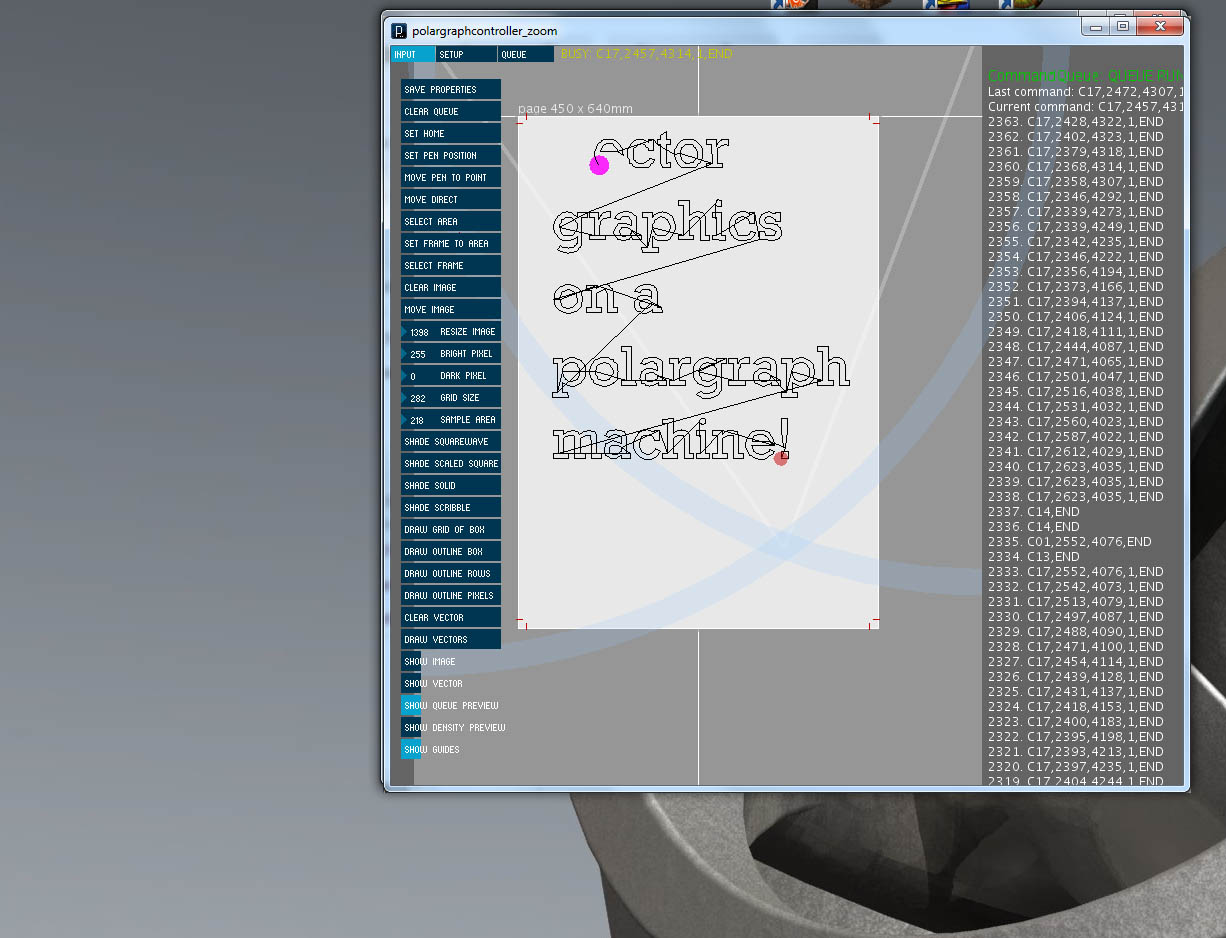 polargraphcontroller_zoom
INPUT SETUP QUEUE BUSY: C17,2457,4314,1,END
SAVE PROPERTIES
CLEAR QUEUE
SET HOME
SET PEN POSITION
MOVE PEN TO POINT
MOVE DIRECT
SELECT AREA
SET FRAME TO AREA
SELECT FRAME
CLEAR IMAGE
MOVE IMAGE
1398 RESIZE IMAGE
255 BRIGHT PIXEL
0 DARK PIXEL
282 GRID SIZE
218 SAMPLE AREA
SHADE SQUAREWAVE
SHADE SCALED SQUARE
SHADE SOLID
SHADE SCRIBBLE
DRAW GRID OF BOX
DRAW OUTLINE BOX
DRAW OUTLINE ROWS
DRAW OUTLINE PIXELS
CLEAR VECTOR
DRAW VECTORS
SHOW IMAGE
SHOW VECTOR
SHOW QUEUE PREVIEW
SHOW DENSITY PREVIEW
SHOW GUIDES
page 450 x 640mm
ector
graphics
on a
polargraph
machine!
CommandQueue: QUEUE RUN
Last command: C17,2472,4307,1
Current command: C17,2457,431
2363. C17,2428,4322,1,END
2362. C17,2402,4323,1,END
2361. C17,2379,4318,1,END
2360. C17,2368,4314,1,END
2359. C17,2358,4307,1,END
2358. C17,2346,4292,1,END
2357. C17,2339,4273,1,END
2356. C17,2339,4249,1,END
2355. C17,2342,4235,1,END
2354. C17,2346,4222,1,END
2353. C17,2356,4194,1,END
2352. C17,2373,4166,1,END
2351. C17,2394,4137,1,END
2350. C17,2406,4124,1,END
2349. C17,2418,4111,1,END
2348. C17,2444,4087,1,END
2347. C17,2471,4065,1,END
2346. C17,2501,4047,1,END
2345. C17,2516,4038,1,END
2344. C17,2531,4032,1,END
2343. C17,2560,4023,1,END
2342. C17,2587,4022,1,END
2341. C17,2612,4029,1,END
2340. C17,2623,4035,1,END
2339. C17,2623,4035,1,END
2338. C17,2623,4035,1,END
2337. C14,END
2336. C14,END
2335. C01,2552,4076,END
2334. C13,END
2333. C17,2552,4076,1,END
2332. C17,2542,4073,1,END
2331. C17,2513,4079,1,END
2330. C17,2497,4087,1,END
2329. C17,2488,4090,1,END
2328. C17,2471,4100,1,END
2327. C17,2454,4114,1,END
2326. C17,2439,4128,1,END
2325. C17,2431,4137,1,END
2324. C17,2418,4153,1,END
2323. C17,2400,4183,1,END
2322. C17,2395,4198,1,END
2321. C17,2393,4213,1,END
2320. C17,2397,4235,1,END
2319. C17,2404,4244,1,END